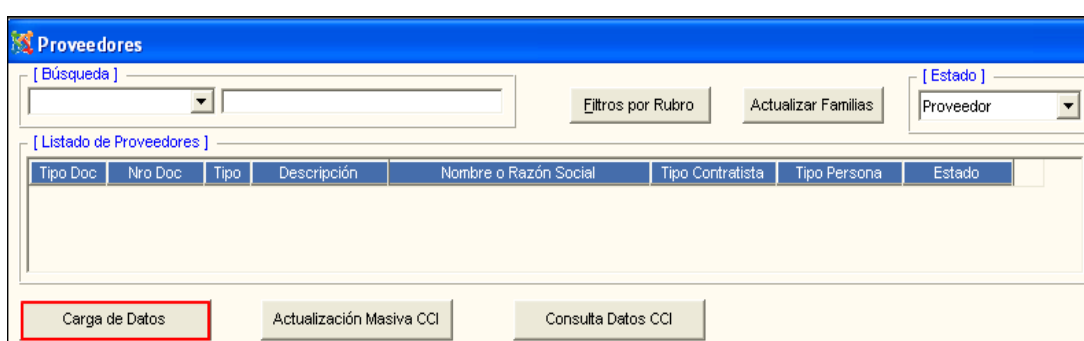 Proveedores
[ Búsqueda ]
[ Estado ]
Filtros por Rubro
Actualizar Familias
Proveedor
[ Listado de Proveedores ]
Tipo Doc Nro Doc Tipo Descripción Nombre o Razón Social Tipo Contratista Tipo Persona Estado
Carga de Datos
Actualización Masiva CCI
Consulta Datos CCI